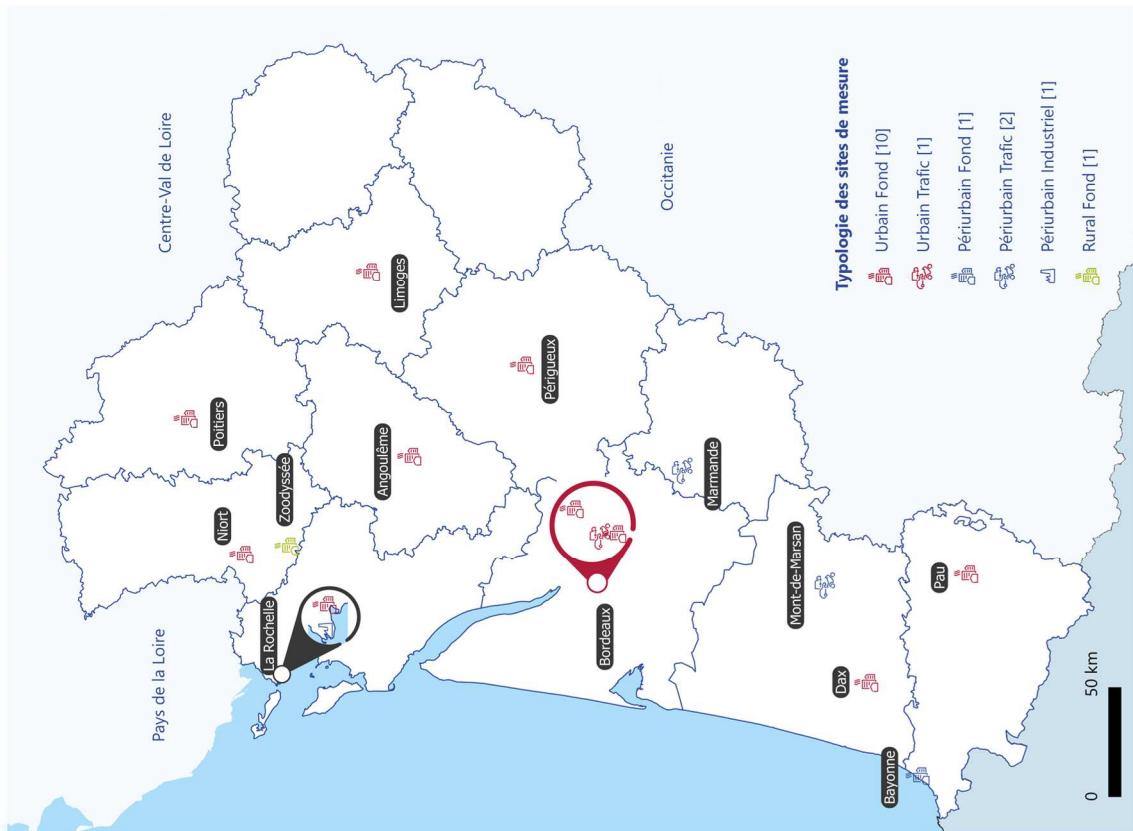 Pays de la Loire
Centre-Val de Loire
Occitanie
Poitiers
Niort
Zoodyssée
La Rochelle
Angoulême
Limoges
Périgueux
Bordeaux
Marmande
Mont-de-Marsan
Dax
Bayonne
Pau
Typologie des sites de mesure
Urbain Fond [10]
Urbain Trafic [1]
Périurbain Fond [1]
Périurbain Trafic [2]
Périurbain Industriel [1]
Rural Fond [1]
0 50 km